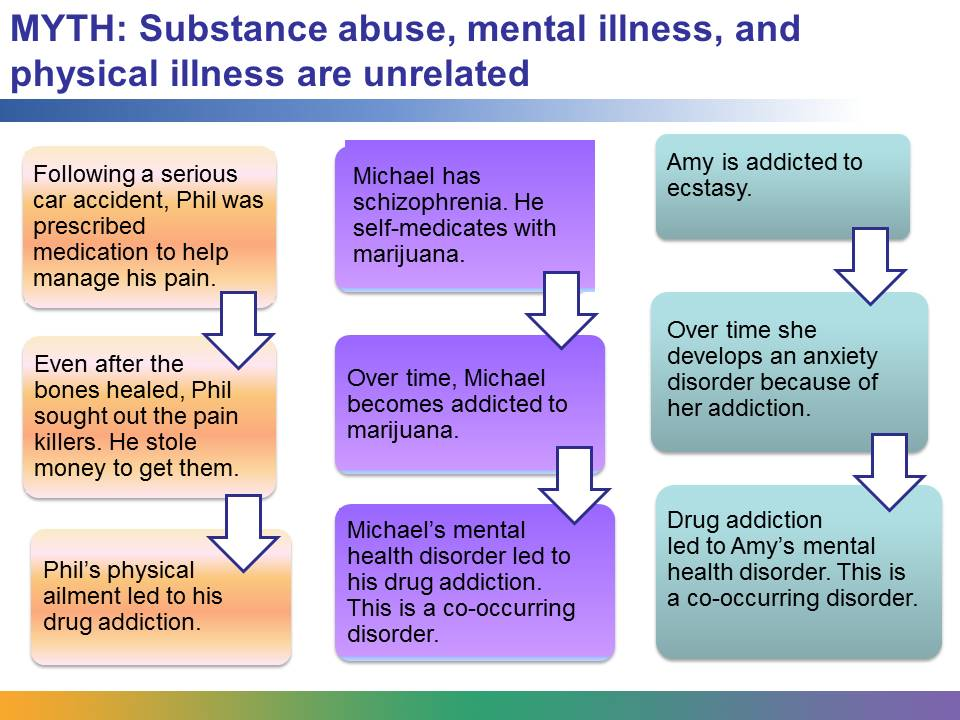 MYTH: Substance abuse, mental illness, and
physical illness are unrelated
Following a serious
car accident, Phil was
prescribed
medication to help
manage his pain.
Even after the
bones healed, Phil
sought out the pain
killers. He stole
money to get them.
Phil’s physical
ailment led to his
drug addiction.
Michael has
schizophrenia. He
self-medicates with
marijuana.
Over time, Michael
becomes addicted to
marijuana.
Michael’s mental
health disorder led to
his drug addiction.
This is a co-occurring
disorder.
Amy is addicted to
ecstasy.
Over time she
develops an anxiety
disorder because of
her addiction.
Drug addiction
led to Amy’s mental
health disorder. This is
a co-occurring disorder.